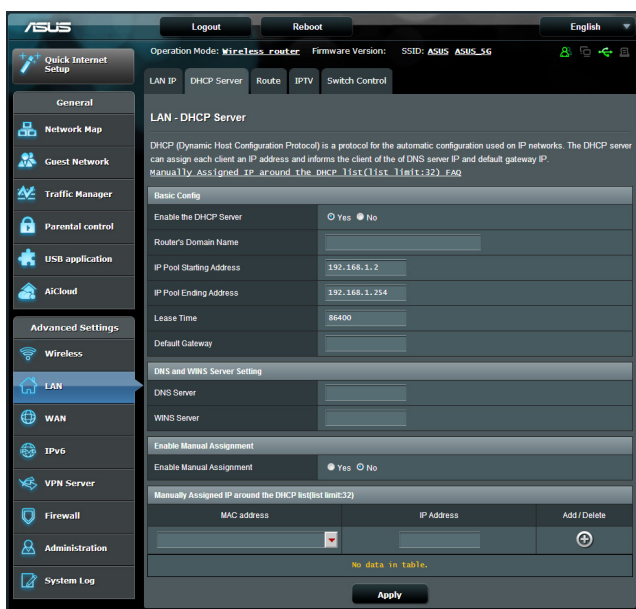 ASUS
Logout
Reboot
English
Quick Internet
Setup
Operation Mode: Wireless router Firmware Version: SSID: ASUS ASUS_5G
LAN IP
DHCP Server
Route
IPTV
Switch Control
General
Network Map
Guest Network
Traffic Manager
Parental control
USB application
AiCloud
Advanced Settings
Wireless
LAN
WAN
IPv6
VPN Server
Firewall
Administration
System Log
LAN - DHCP Server
DHCP (Dynamic Host Configuration Protocol) is a protocol for the automatic configuration used on IP networks. The DHCP server
can assign each client an IP address and informs the client of the of DNS server IP and default gateway IP.
Manually Assigned IP around the DHCP list(list limit:32) FAQ
Basic Config
Enable the DHCP Server Yes No
Router's Domain Name
IP Pool Starting Address 192.168.1.2
IP Pool Ending Address 192.168.1.254
Lease Time 86400
Default Gateway
DNS and WINS Server Setting
DNS Server
WINS Server
Enable Manual Assignment
Enable Manual Assignment Yes No
Manually Assigned IP around the DHCP list(list limit:32)
MAC address IP Address Add / Delete
No data in table.
Apply